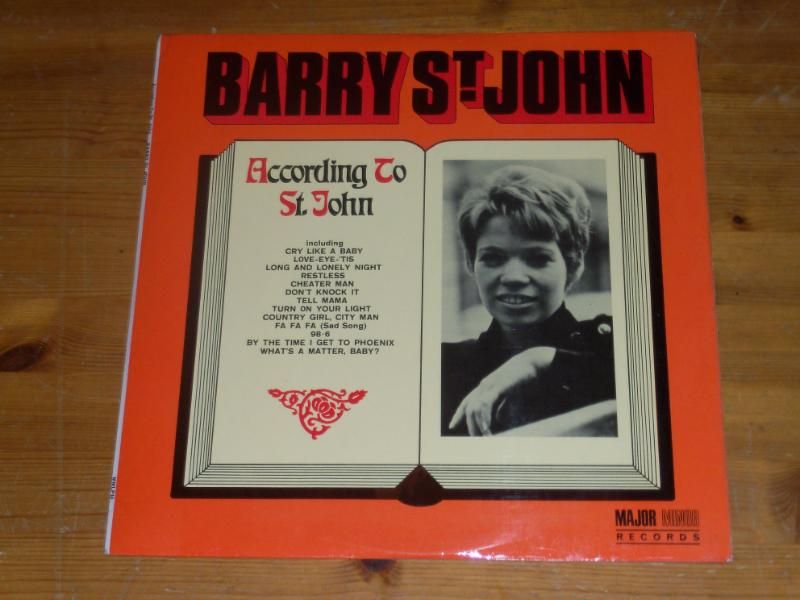 BARRY ST JOHN
According To
St. John
including
CRY LIKE A BABY
LOVE-EYE-'TIS
LONG AND LONELY NIGHT
RESTLESS
CHEATER MAN
DON'T KNOCK IT
TELL MAMA
TURN ON YOUR LIGHT
COUNTRY GIRL, CITY MAN
FA FA FA (Sad Song)
98·6
BY THE TIME I GET TO PHOENIX
WHAT'S A MATTER, BABY?
MAJOR MINOR
RECORDS